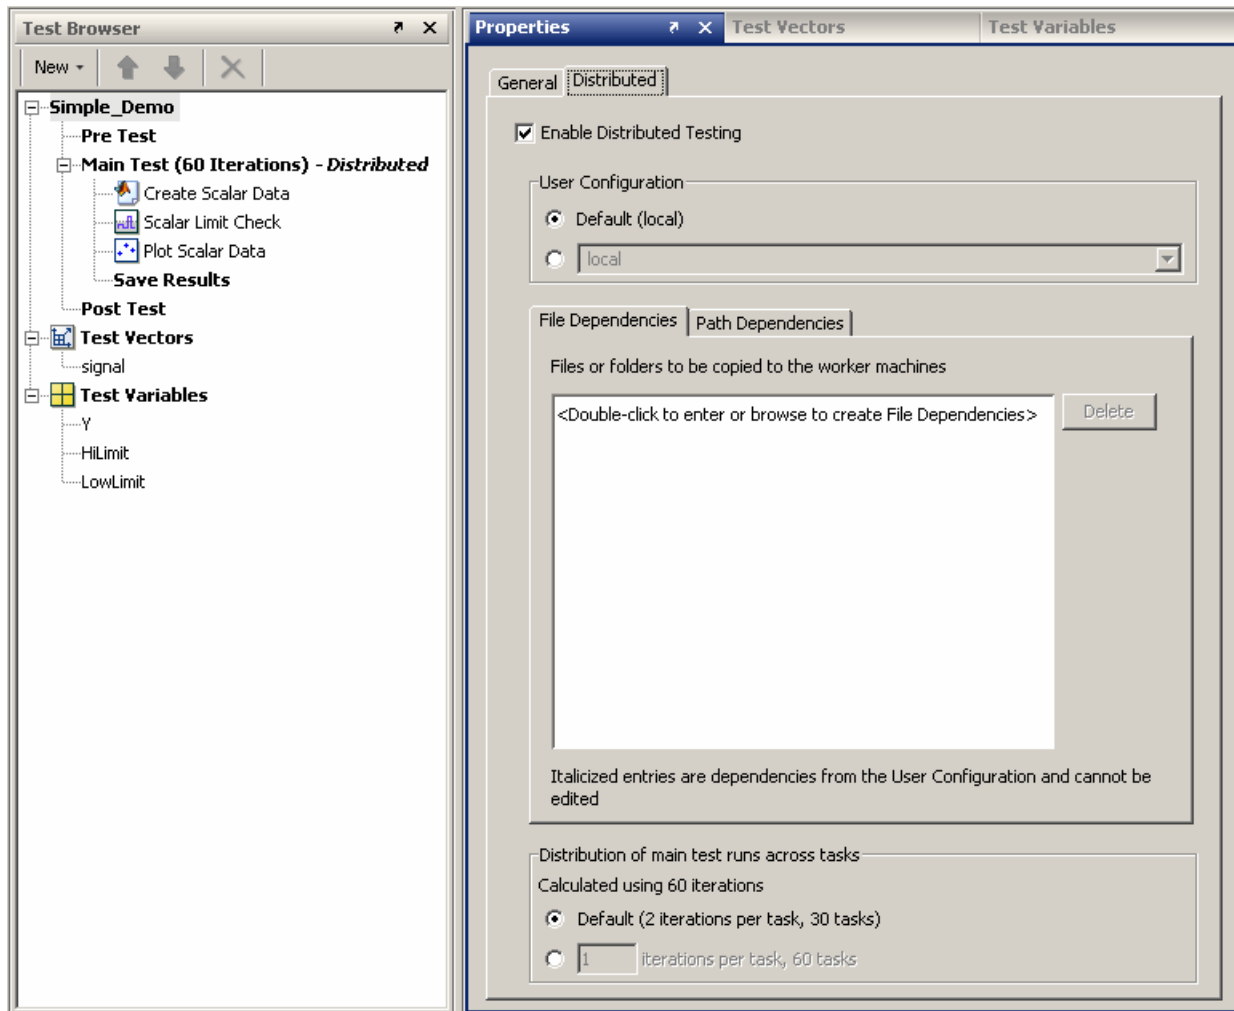 Test Browser
New
Simple_Demo
Pre Test
Main Test (60 Iterations) - Distributed
Create Scalar Data
Scalar Limit Check
Plot Scalar Data
Save Results
Post Test
Test Vectors
signal
Test Variables
Y
HiLimit
LowLimit
Properties
Test Vectors
Test Variables
General
Distributed
Enable Distributed Testing
User Configuration
Default (local)
local
File Dependencies
Path Dependencies
Files or folders to be copied to the worker machines
<Double-click to enter or browse to create File Dependencies>
Delete
Italicized entries are dependencies from the User Configuration and cannot be
edited
Distribution of main test runs across tasks
Calculated using 60 iterations
Default (2 iterations per task, 30 tasks)
1 iterations per task, 60 tasks